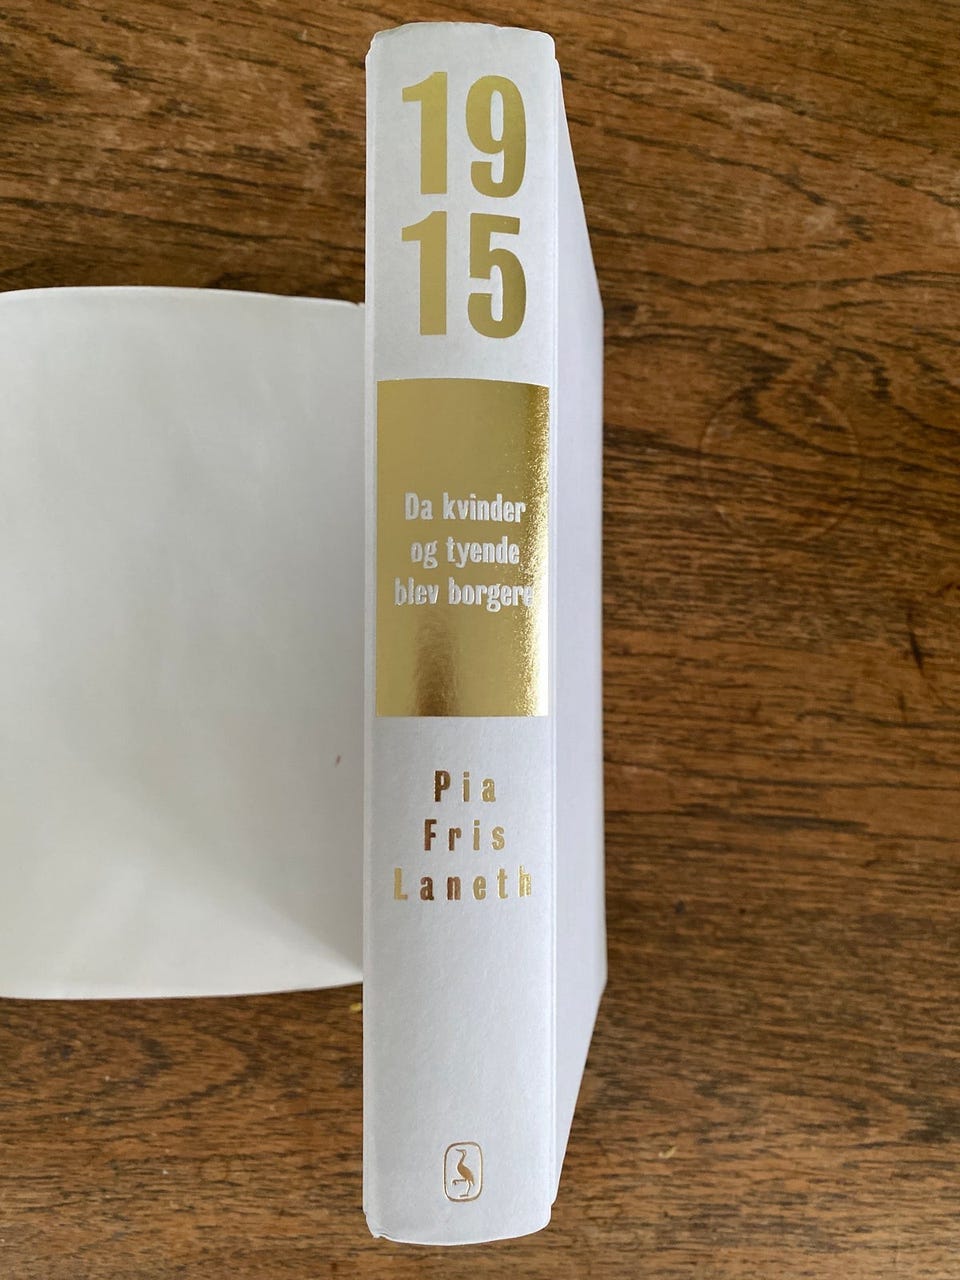 19
15
Da kvinder
og tyende
blev borgere
Pia
Fris
Laneth